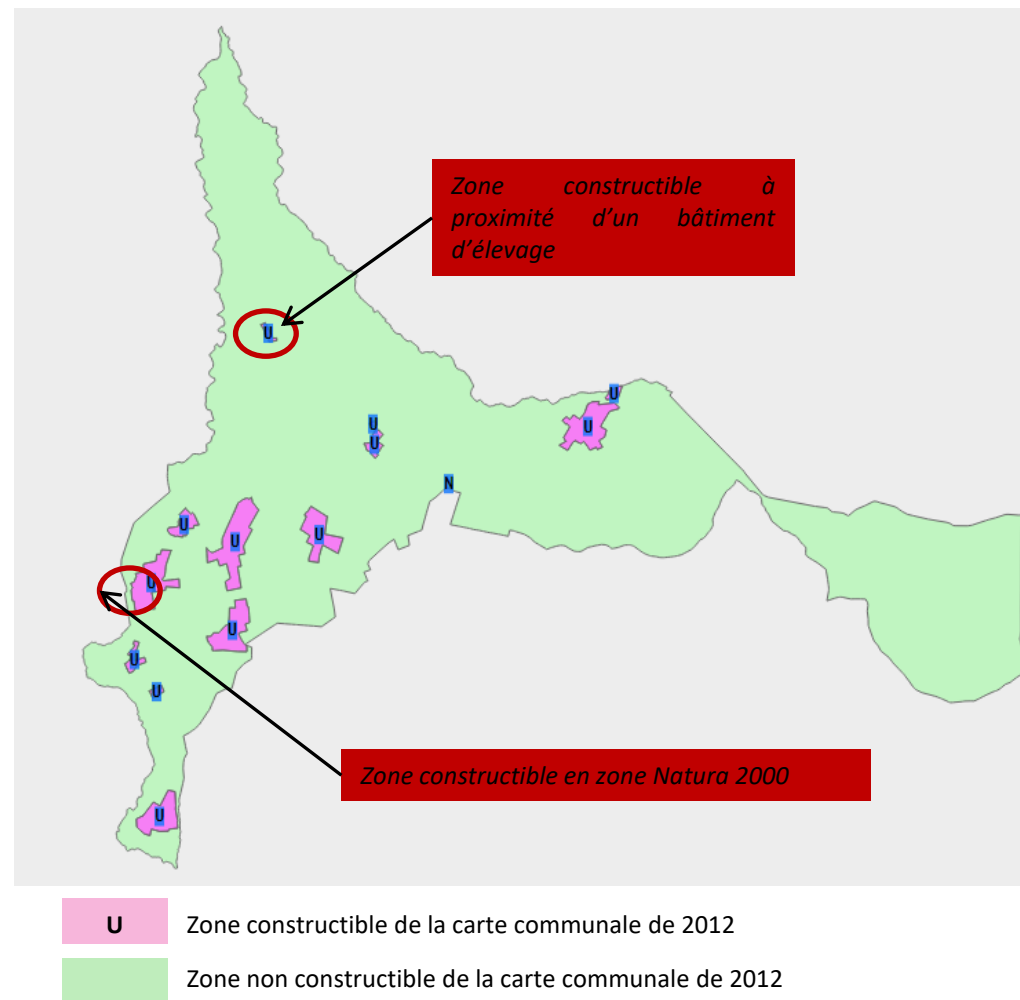 Zone constructible à
proximité d'un bâtiment
d'élevage
U
U
U
U
U
U
N
U
U
U
U
U
U
U
Zone constructible en zone Natura 2000
U
U Zone constructible de la carte communale de 2012
Zone non constructible de la carte communale de 2012